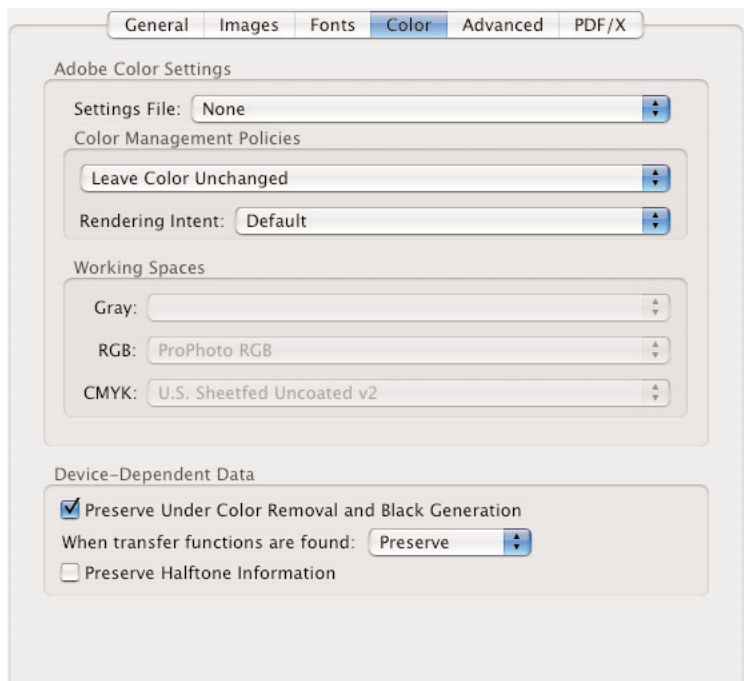 General Images Fonts Color Advanced PDF/X
Adobe Color Settings
Settings File: None
Color Management Policies
Leave Color Unchanged
Rendering Intent: Default
Working Spaces
Gray:
RGB: ProPhoto RGB
CMYK: U.S. Sheetfed Uncoated v2
Device-Dependent Data
Preserve Under Color Removal and Black Generation
When transfer functions are found: Preserve
Preserve Halftone Information